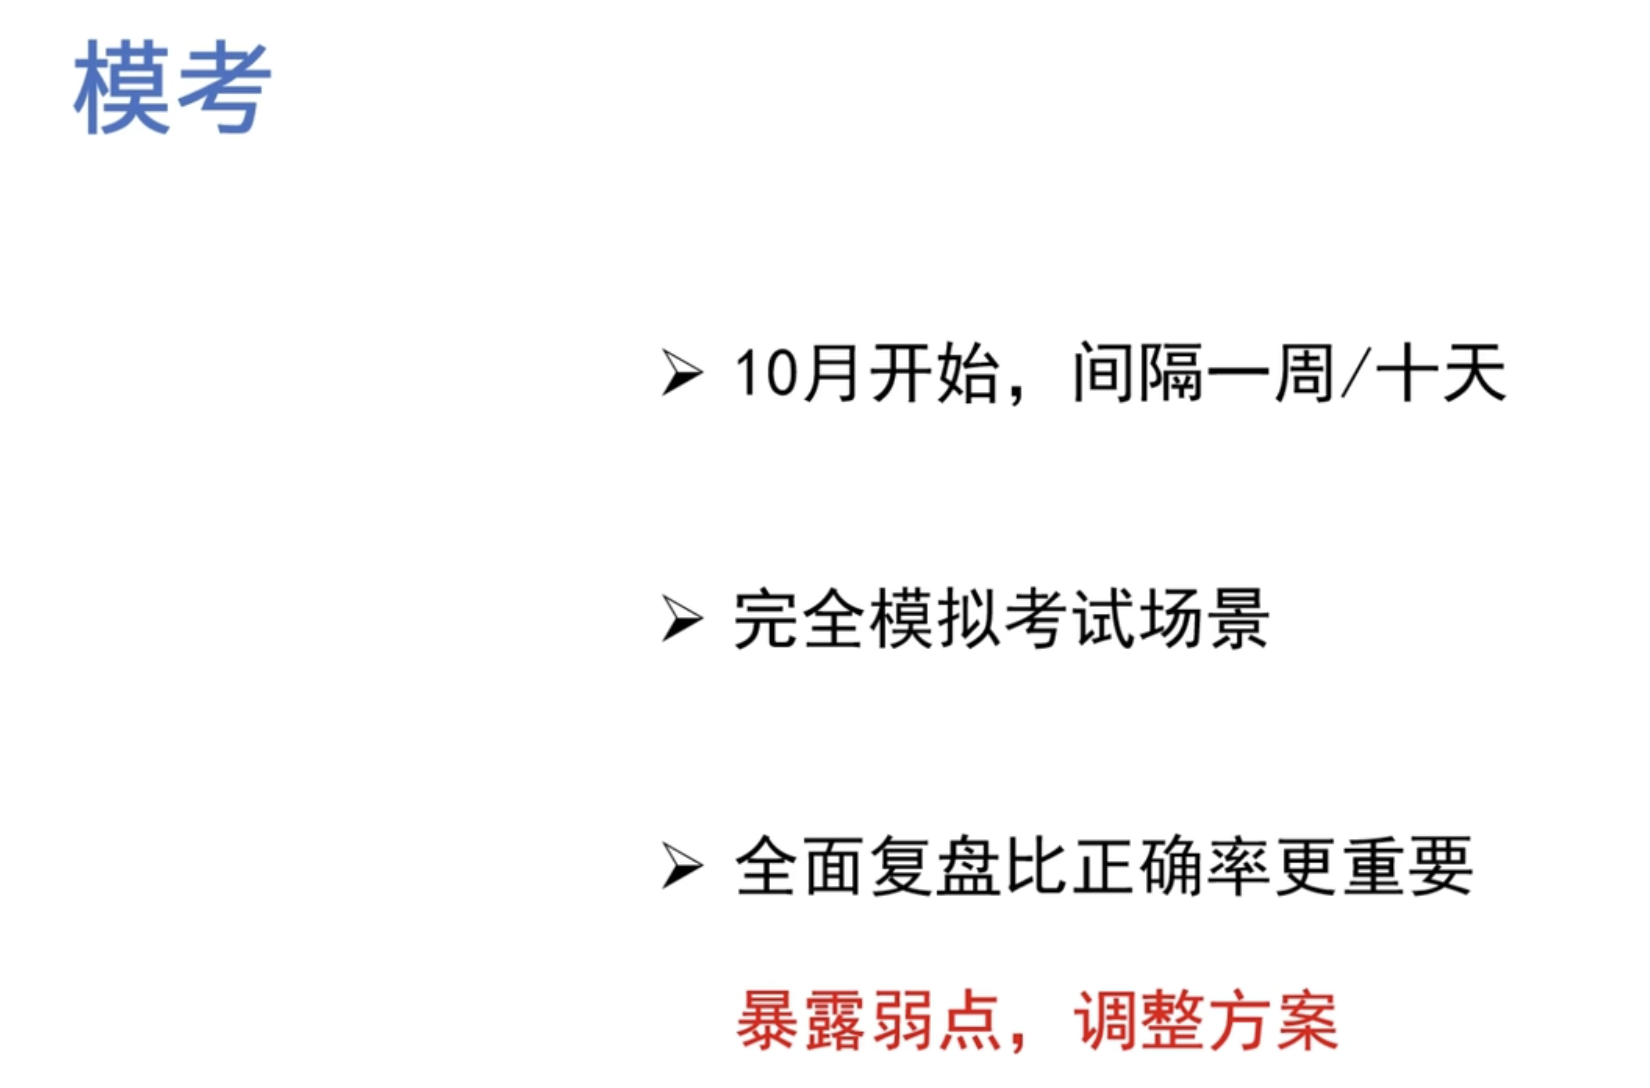 模考
➢ 10月开始，间隔一周/十天
➢ 完全模拟考试场景
➢ 全面复盘比正确率更重要
暴露弱点，调整方案